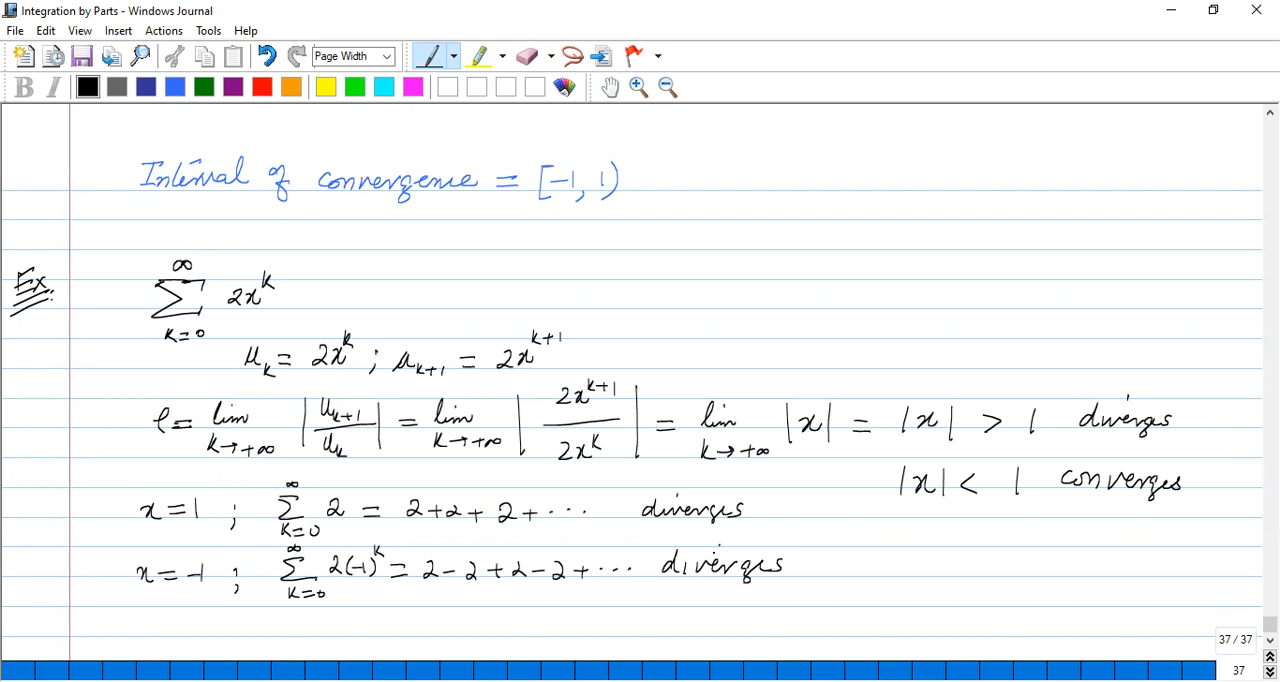 Integration by Parts - Windows Journal
File Edit View Insert Actions Tools Help
Page Width
B I
Interval of convergence = [-1, 1)
Ex
∞
∑ 2x^k
k=0
u_k = 2x^k ; u_{k+1} = 2x^{k+1}
ρ = lim_{k→+∞} |u_{k+1}/u_k| = lim_{k→+∞} |2x^{k+1}/2x^k| = lim_{k→+∞} |x| = |x| > 1 diverges
|x| < 1 converges
x = 1 ; ∑_{k=0}^∞ 2 = 2+2+2+⋯ diverges
x = -1 ; ∑_{k=0}^∞ 2(-1)^k = 2-2+2-2+⋯ diverges
37 / 37
37